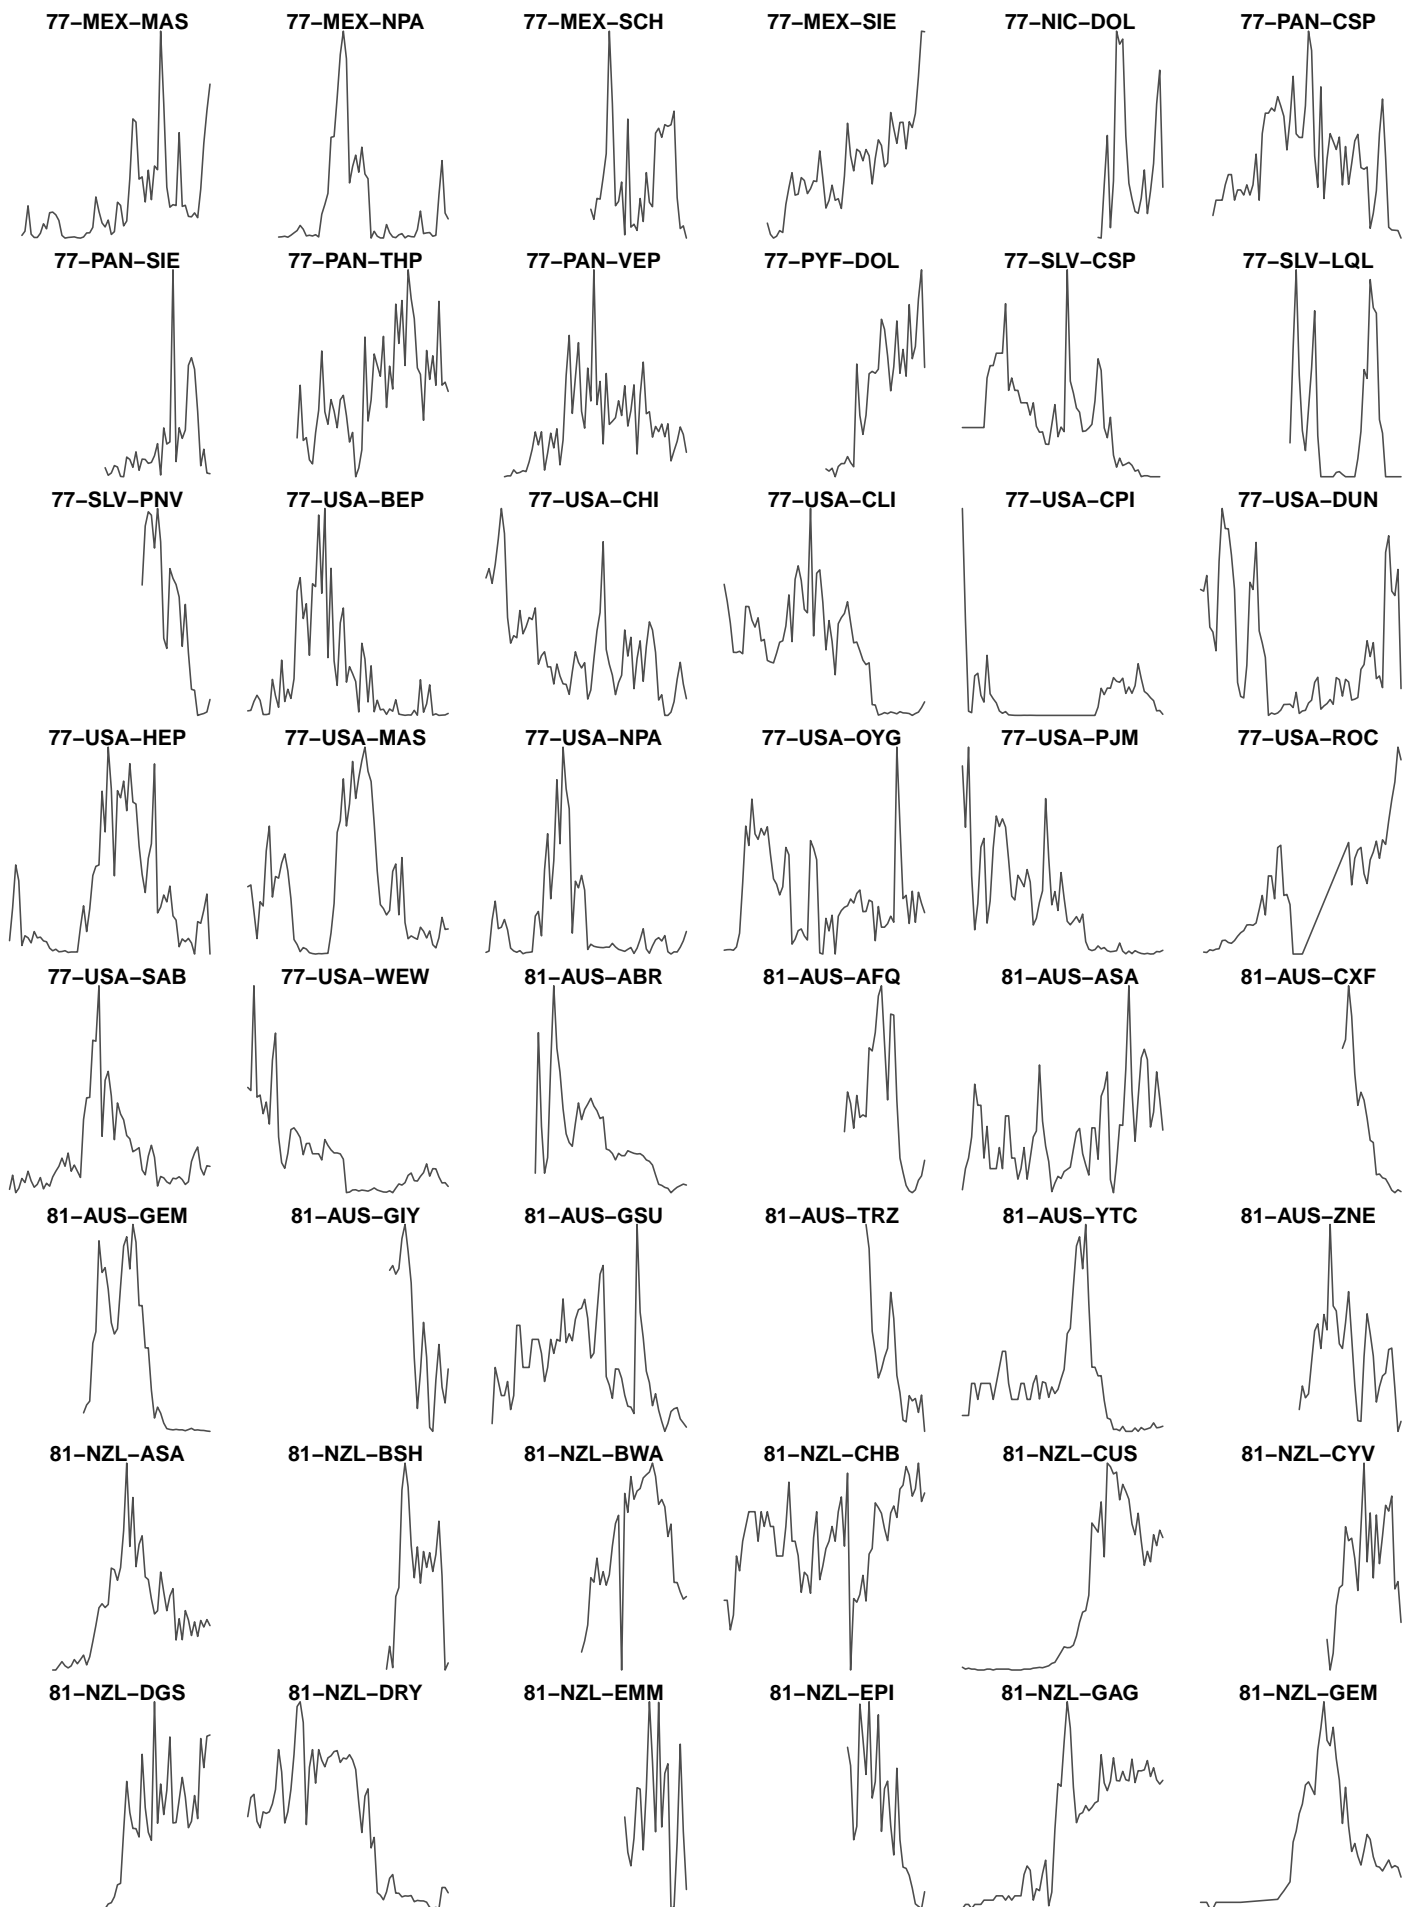 77–MEX–MAS 77–MEX–NPA 77–MEX–SCH 77–MEX–SIE 77–NIC–DOL 77–PAN–CSP
77–PAN–SIE 77–PAN–THP 77–PAN–VEP 77–PYF–DOL 77–SLV–CSP 77–SLV–LQL
77–SLV–PNV 77–USA–BEP 77–USA–CHI 77–USA–CLI 77–USA–CPI 77–USA–DUN
77–USA–HEP 77–USA–MAS 77–USA–NPA 77–USA–OYG 77–USA–PJM 77–USA–ROC
77–USA–SAB 77–USA–WEW 81–AUS–ABR 81–AUS–AFQ 81–AUS–ASA 81–AUS–CXF
81–AUS–GEM 81–AUS–GIY 81–AUS–GSU 81–AUS–TRZ 81–AUS–YTC 81–AUS–ZNE
81–NZL–ASA 81–NZL–BSH 81–NZL–BWA 81–NZL–CHB 81–NZL–CUS 81–NZL–CYV
81–NZL–DGS 81–NZL–DRY 81–NZL–EMM 81–NZL–EPI 81–NZL–GAG 81–NZL–GEM